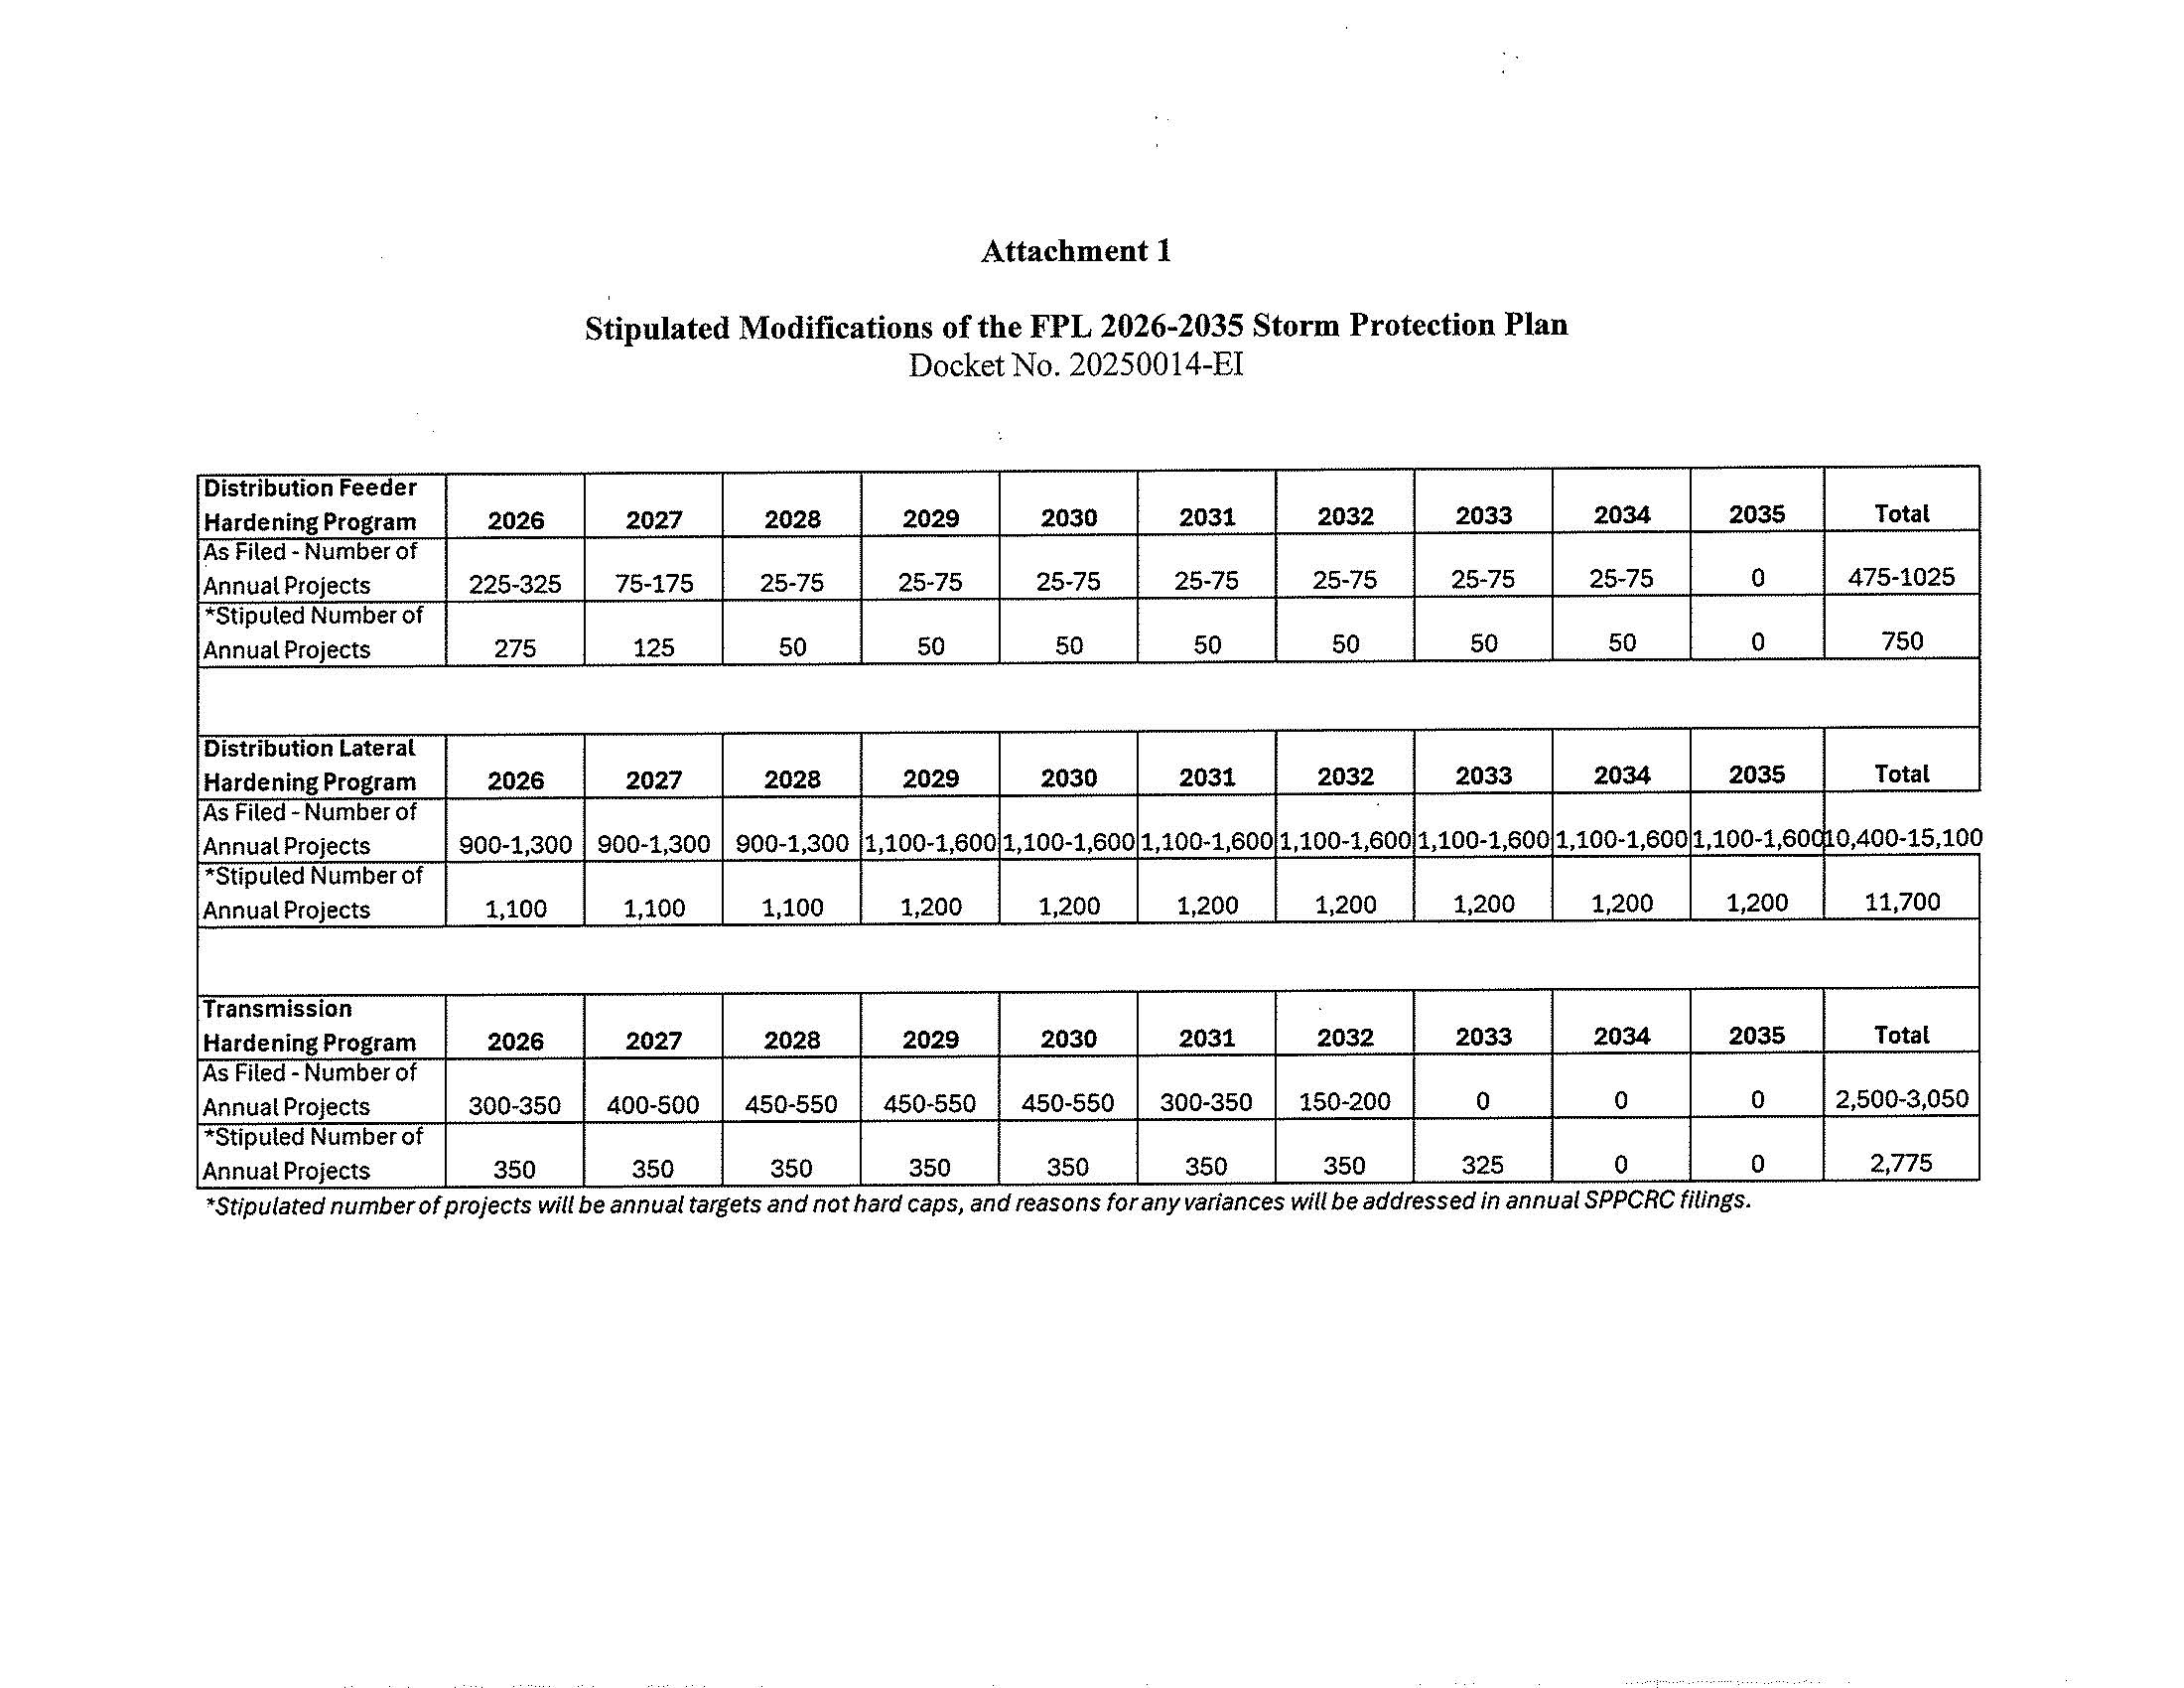 Attachment 1
Stipulated Modifications of the FPL 2026-2035 Storm Protection Plan
Docket No. 20250014-EI
Distribution Feeder
Hardening Program 2026 2027 2028 2029 2030 2031 2032 2033 2034 2035 Total
As Filed - Number of
Annual Projects 225-325 75-175 25-75 25-75 25-75 25-75 25-75 25-75 25-75 0 475-1025
*Stipuled Number of
Annual Projects 275 125 50 50 50 50 50 50 50 0 750
Distribution Lateral
Hardening Program 2026 2027 2028 2029 2030 2031 2032 2033 2034 2035 Total
As Filed - Number of
Annual Projects 900-1,300 900-1,300 900-1,300 1,100-1,600 1,100-1,600 1,100-1,600 1,100-1,600 1,100-1,600 1,100-1,600 1,100-1,600 10,400-15,100
*Stipuled Number of
Annual Projects 1,100 1,100 1,100 1,200 1,200 1,200 1,200 1,200 1,200 1,200 11,700
Transmission
Hardening Program 2026 2027 2028 2029 2030 2031 2032 2033 2034 2035 Total
As Filed - Number of
Annual Projects 300-350 400-500 450-550 450-550 450-550 300-350 150-200 0 0 0 2,500-3,050
*Stipuled Number of
Annual Projects 350 350 350 350 350 350 350 325 0 0 2,775
*Stipulated number of projects will be annual targets and not hard caps, and reasons for any variances will be addressed in annual SPPCRC filings.